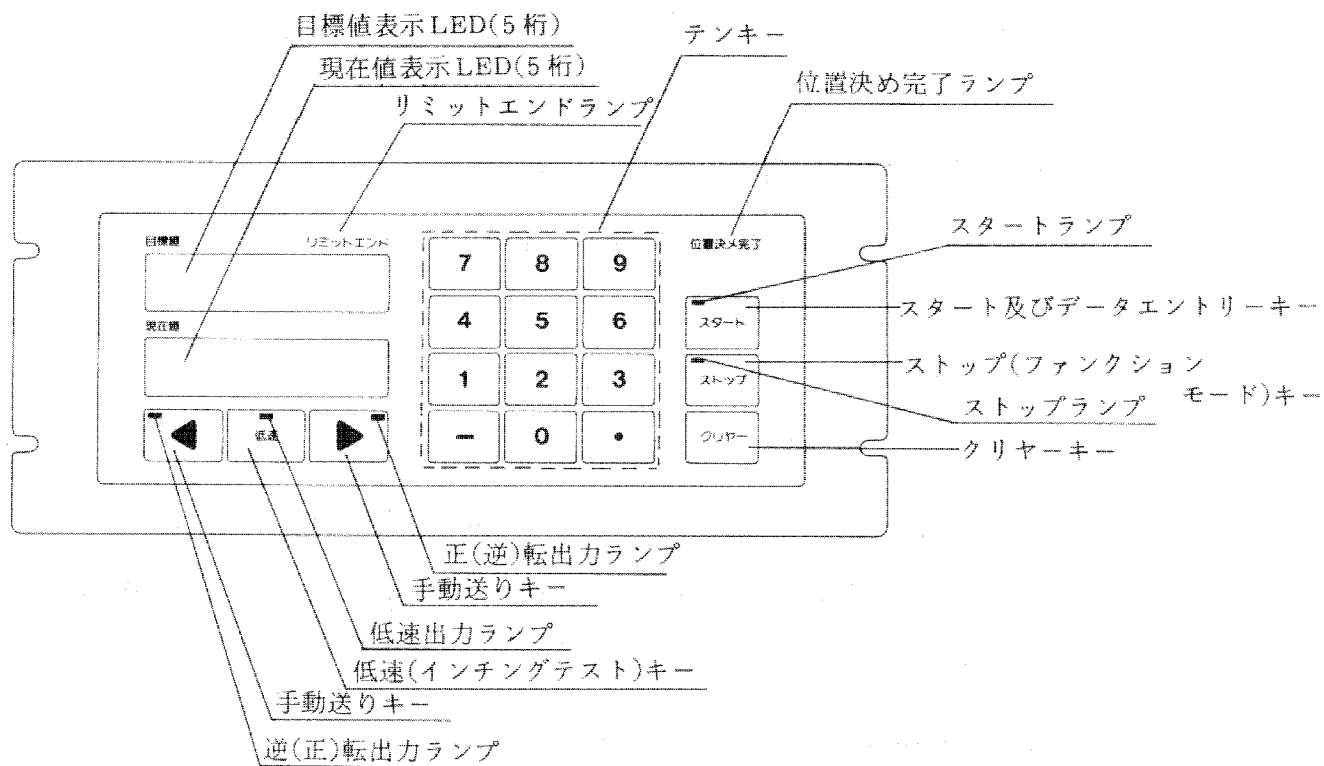 目標値表示LED(5桁)
現在値表示LED(5桁)
リミットエンドランプ
テンキー
位置決め完了ランプ
目標値
リミットエンド
現在値
低速
7 8 9
4 5 6
1 2 3
− 0 •
位置決メ完了
スタート
ストップ
クリヤー
スタートランプ
スタート及びデータエントリーキー
ストップ(ファンクション
モード)キー
ストップランプ
クリヤーキー
正(逆)転出力ランプ
手動送りキー
低速出力ランプ
低速(インチングテスト)キー
手動送りキー
逆(正)転出力ランプ